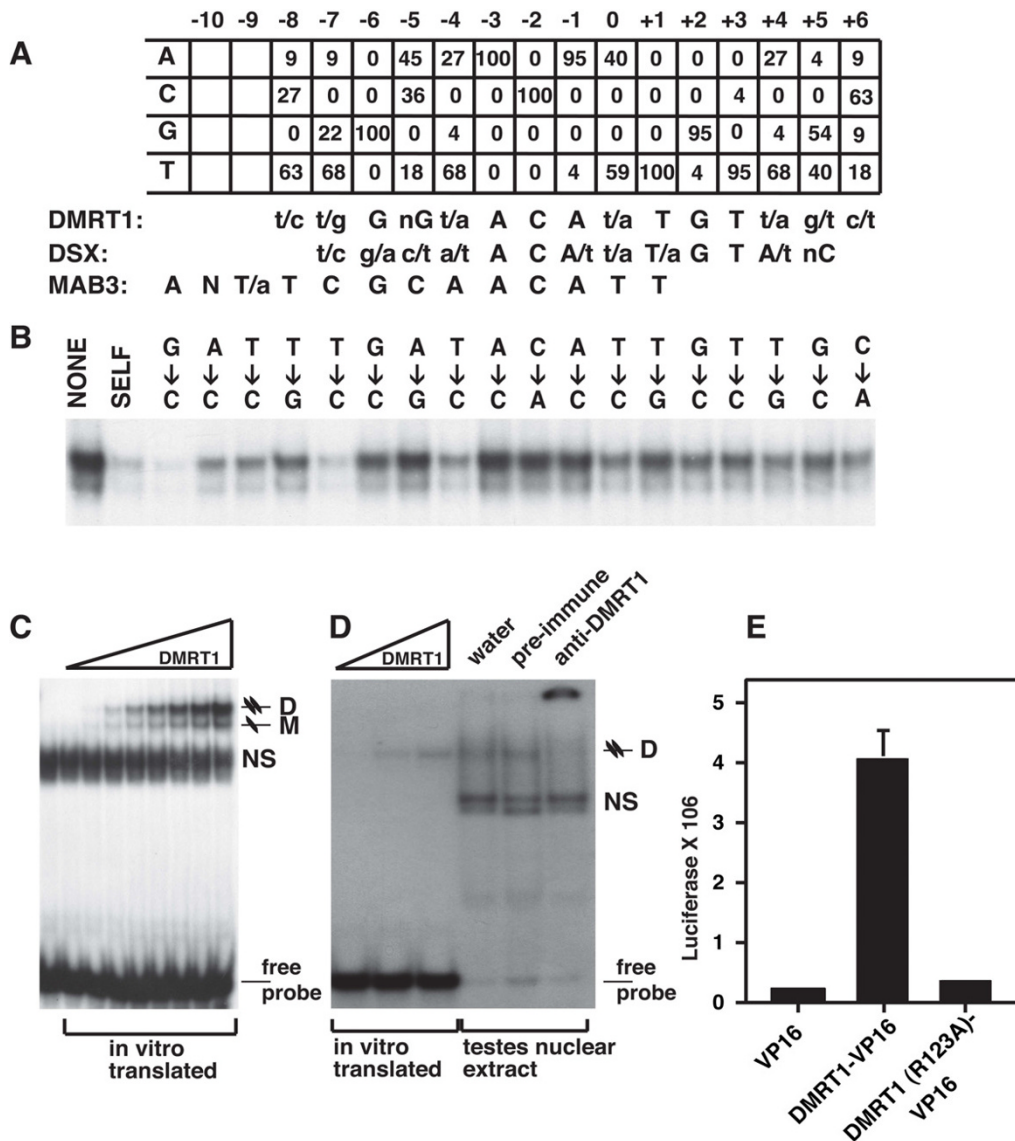 A
-10 -9 -8 -7 -6 -5 -4 -3 -2 -1 0 +1 +2 +3 +4 +5 +6
A 9 9 0 45 27 100 0 95 40 0 0 0 27 4 9
C 27 0 0 36 0 0 100 0 0 0 0 4 0 0 63
G 0 22 100 0 4 0 0 0 0 0 95 0 4 54 9
T 63 68 0 18 68 0 0 4 59 100 4 95 68 40 18
DMRT1: t/c t/g G nG t/a A C A t/a T G T t/a g/t c/t
DSX: t/c g/a c/t a/t A C A/t t/a T/a G T A/t nC
MAB3: A N T/a T C G C A A C A T T
B
NONE SELF G A T T T G A T A C A T T G T T G C
C C C G C C G C C A C C G C C G C A
C
DMRT1
D
M
NS
free
probe
in vitro
translated
D
DMRT1
water
pre-immune
anti-DMRT1
D
NS
free
probe
in vitro
translated
testes nuclear
extract
E
Luciferase X 106
5
4
3
2
1
0
VP16
DMRT1-VP16
DMRT1 (R123A)-
VP16